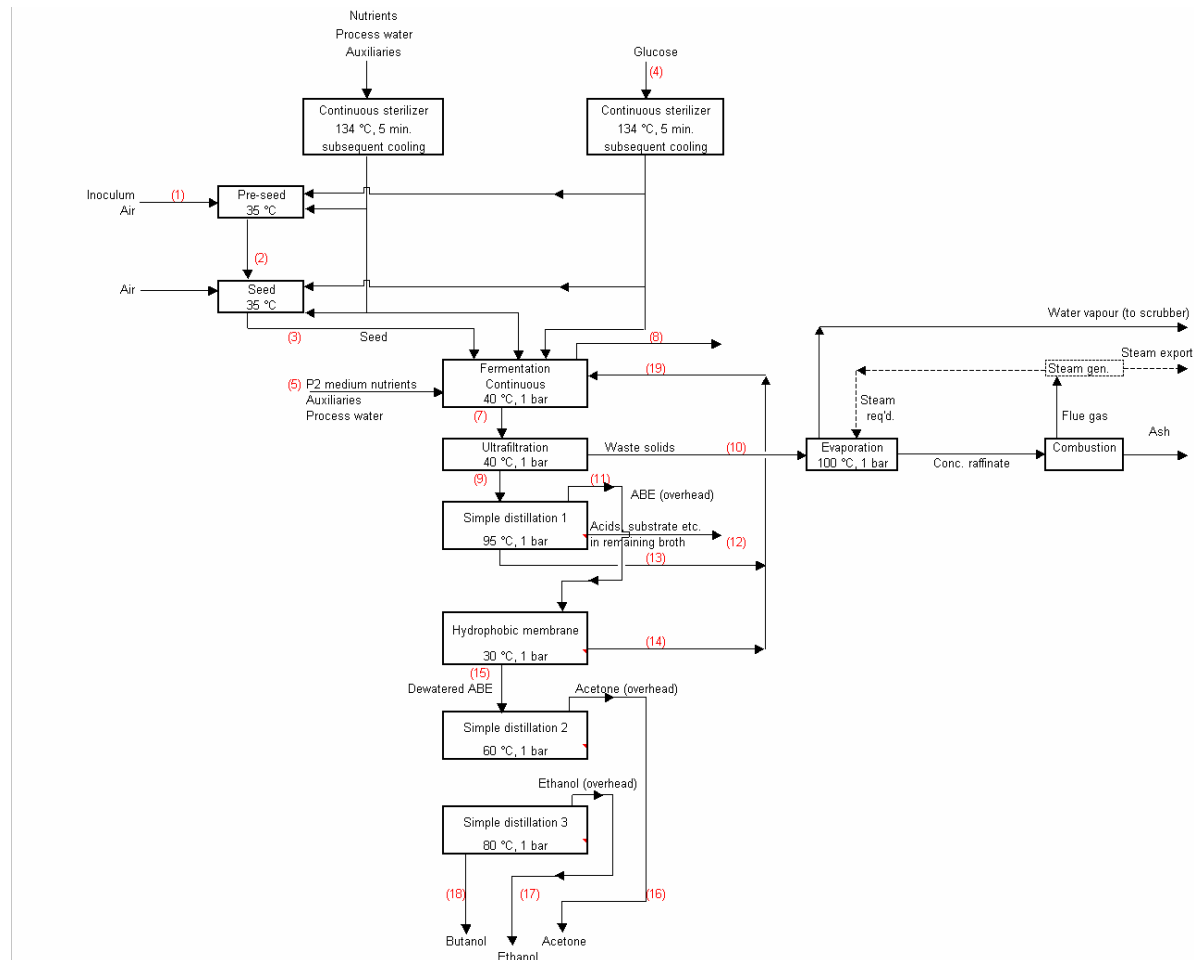 Nutrients
Process water
Auxiliaries
Glucose
(4)
Continuous sterilizer
134 °C, 5 min.
subsequent cooling
Continuous sterilizer
134 °C, 5 min.
subsequent cooling
Inoculum
Air
(1)
Pre-seed
35 °C
(2)
Air
Seed
35 °C
(3)
Seed
(8)
Water vapour (to scrubber)
Steam export
(5) P2 medium nutrients
Auxiliaries
Process water
Fermentation
Continuous
40 °C, 1 bar
(19)
Steam gen.
Steam
req'd.
Flue gas
(7)
Ultrafiltration
40 °C, 1 bar
Waste solids
(10)
Evaporation
100 °C, 1 bar
Conc. raffinate
Combustion
Ash
(9)
(11)
ABE (overhead)
Simple distillation 1
95 °C, 1 bar
Acids, substrate etc.
in remaining broth
(12)
(13)
Hydrophobic membrane
30 °C, 1 bar
(14)
(15)
Dewatered ABE
Acetone (overhead)
Simple distillation 2
60 °C, 1 bar
Ethanol (overhead)
Simple distillation 3
80 °C, 1 bar
(18)
(17)
(16)
Butanol
Ethanol
Acetone